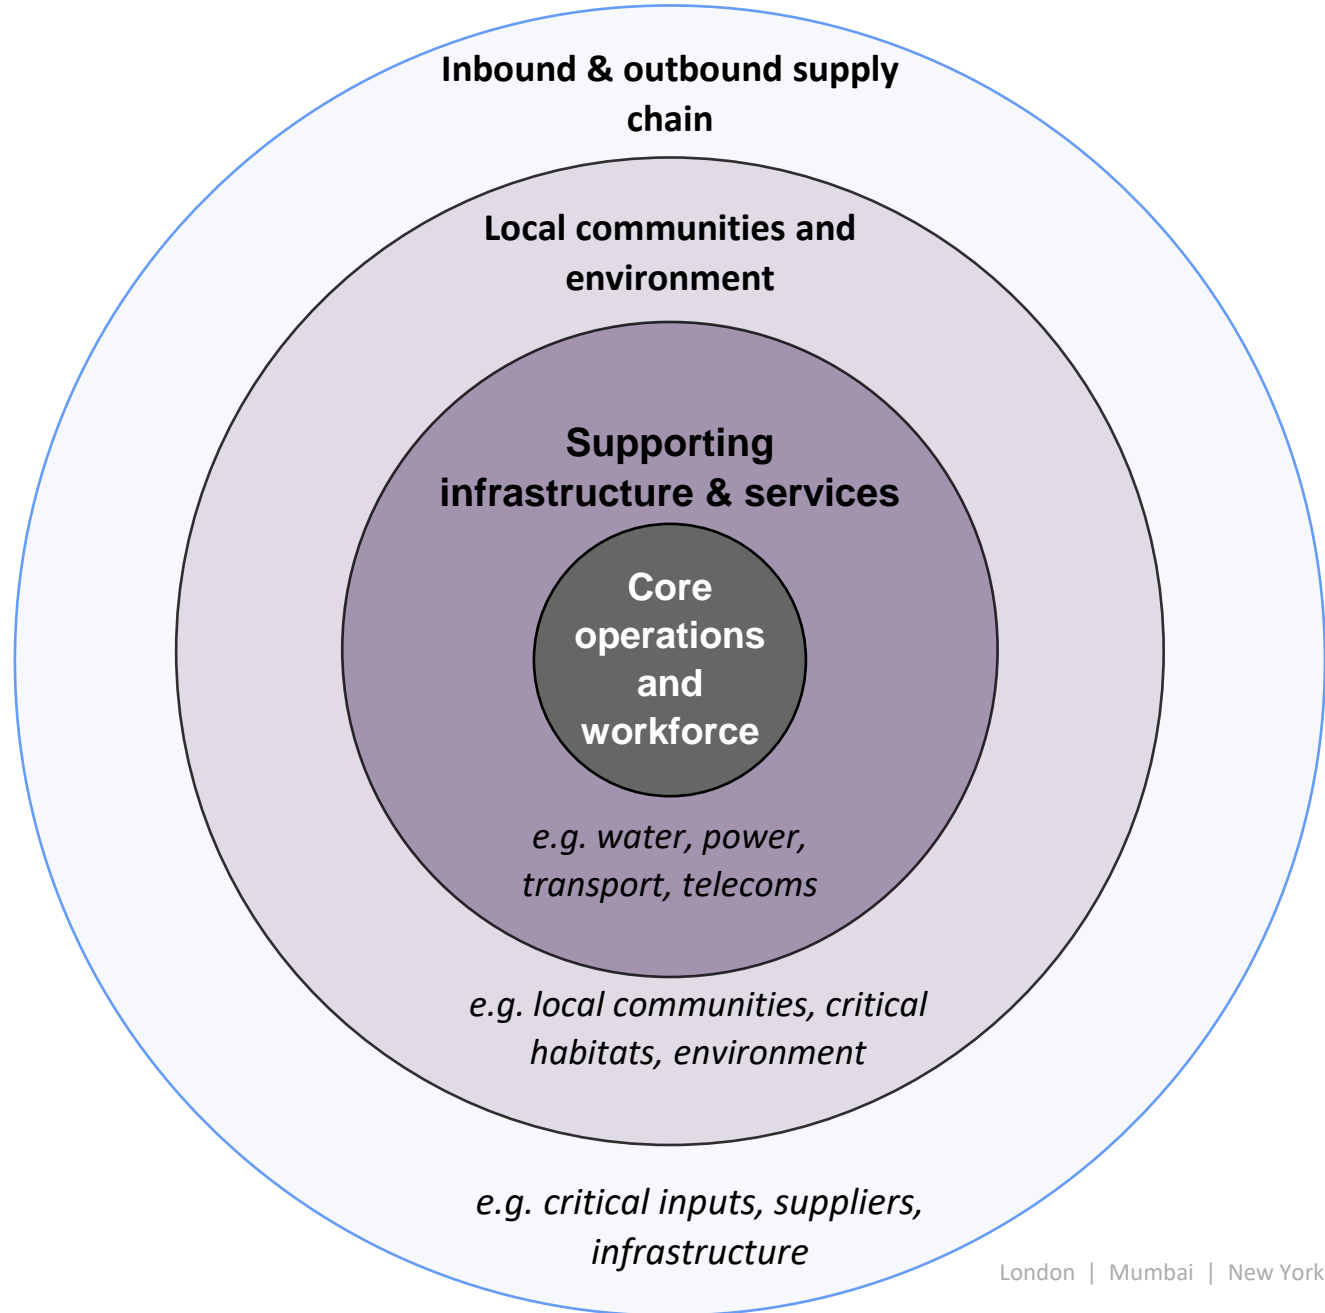 Inbound & outbound supply
chain
Local communities and
environment
Supporting
infrastructure & services
Core
operations
and
workforce
e.g. water, power,
transport, telecoms
e.g. local communities, critical
habitats, environment
e.g. critical inputs, suppliers,
infrastructure
London | Mumbai | New York